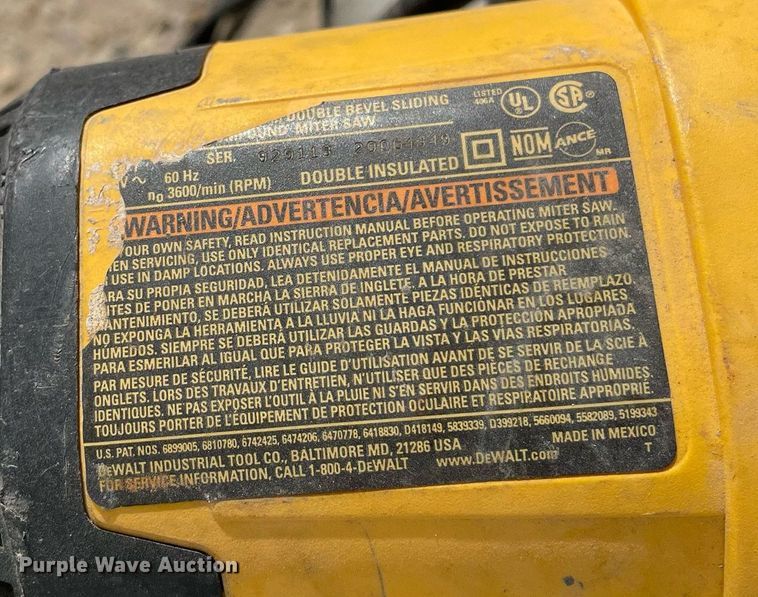 DOUBLE BEVEL SLIDING
MITER SAW
LISTED
406A
UL
SA
SER.
60 Hz
n₀ 3600/min (RPM)
DOUBLE INSULATED
NOM
ANCE
MR
WARNING/ADVERTENCIA/AVERTISSEMENT
YOUR OWN SAFETY, READ INSTRUCTION MANUAL BEFORE OPERATING MITER SAW.
SERVICING, USE ONLY IDENTICAL REPLACEMENT PARTS. DO NOT EXPOSE TO RAIN
USE IN DAMP LOCATIONS. ALWAYS USE PROPER EYE AND RESPIRATORY PROTECTION.
SU PROPIA SEGURIDAD, LEA DETENIDAMENTE EL MANUAL DE INSTRUCCIONES
DE PONER EN MARCHA LA SIERRA DE INGLETE. A LA HORA DE PRESTAR
MANTENIMIENTO, SE DEBERÁ UTILIZAR SOLAMENTE PIEZAS IDÉNTICAS DE REEMPLAZO.
NO EXPONGA LA HERRAMIENTA A LA LLUVIA NI LA HAGA FUNCIONAR EN LOS LUGARES
HÚMEDOS. SIEMPRE SE DEBERÁ UTILIZAR LAS GUARDAS Y LA PROTECCIÓN APROPIADA
PARA ESMERILAR AL IGUAL QUE PARA PROTEGER LA VISTA Y LAS VÍAS RESPIRATORIAS.
PAR MESURE DE SÉCURITÉ, LIRE LE GUIDE D'UTILISATION AVANT DE SE SERVIR DE LA SCIE À
ONGLETS. LORS DES TRAVAUX D'ENTRETIEN, N'UTILISER QUE DES PIÈCES DE RECHANGE
IDENTIQUES. NE PAS EXPOSER L'OUTIL À LA PLUIE NI S'EN SERVIR DANS DES ENDROITS HUMIDES.
TOUJOURS PORTER DE L'ÉQUIPEMENT DE PROTECTION OCULAIRE ET RESPIRATOIRE APPROPRIÉ.
U.S. PAT. NOS. 6899005, 6810780, 6742425, 6474206, 6470778, 6418830, D418149, 5839339, D399218, 5660094, 5582089, 5199343
DEWALT INDUSTRIAL TOOL CO., BALTIMORE MD, 21286 USA
MADE IN MEXICO
FOR SERVICE INFORMATION, CALL 1-800-4-DEWALT
www.DEWALT.com
T
Purple Wave Auction